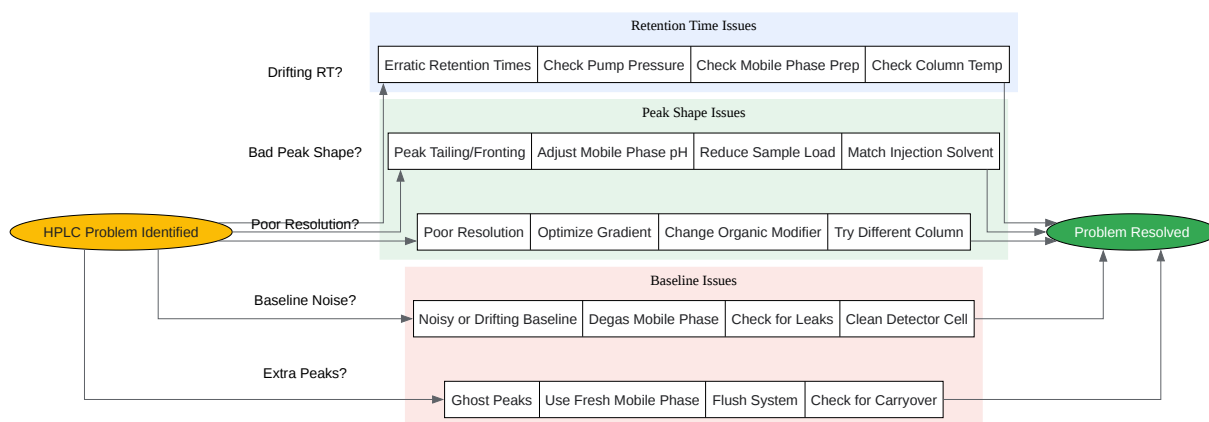 Retention Time Issues
Drifting RT?
Erratic Retention Times
Check Pump Pressure
Check Mobile Phase Prep
Check Column Temp
Peak Shape Issues
Bad Peak Shape?
Peak Tailing/Fronting
Adjust Mobile Phase pH
Reduce Sample Load
Match Injection Solvent
HPLC Problem Identified
Poor Resolution?
Poor Resolution
Optimize Gradient
Change Organic Modifier
Try Different Column
Problem Resolved
Baseline Issues
Baseline Noise?
Noisy or Drifting Baseline
Degas Mobile Phase
Check for Leaks
Clean Detector Cell
Extra Peaks?
Ghost Peaks
Use Fresh Mobile Phase
Flush System
Check for Carryover